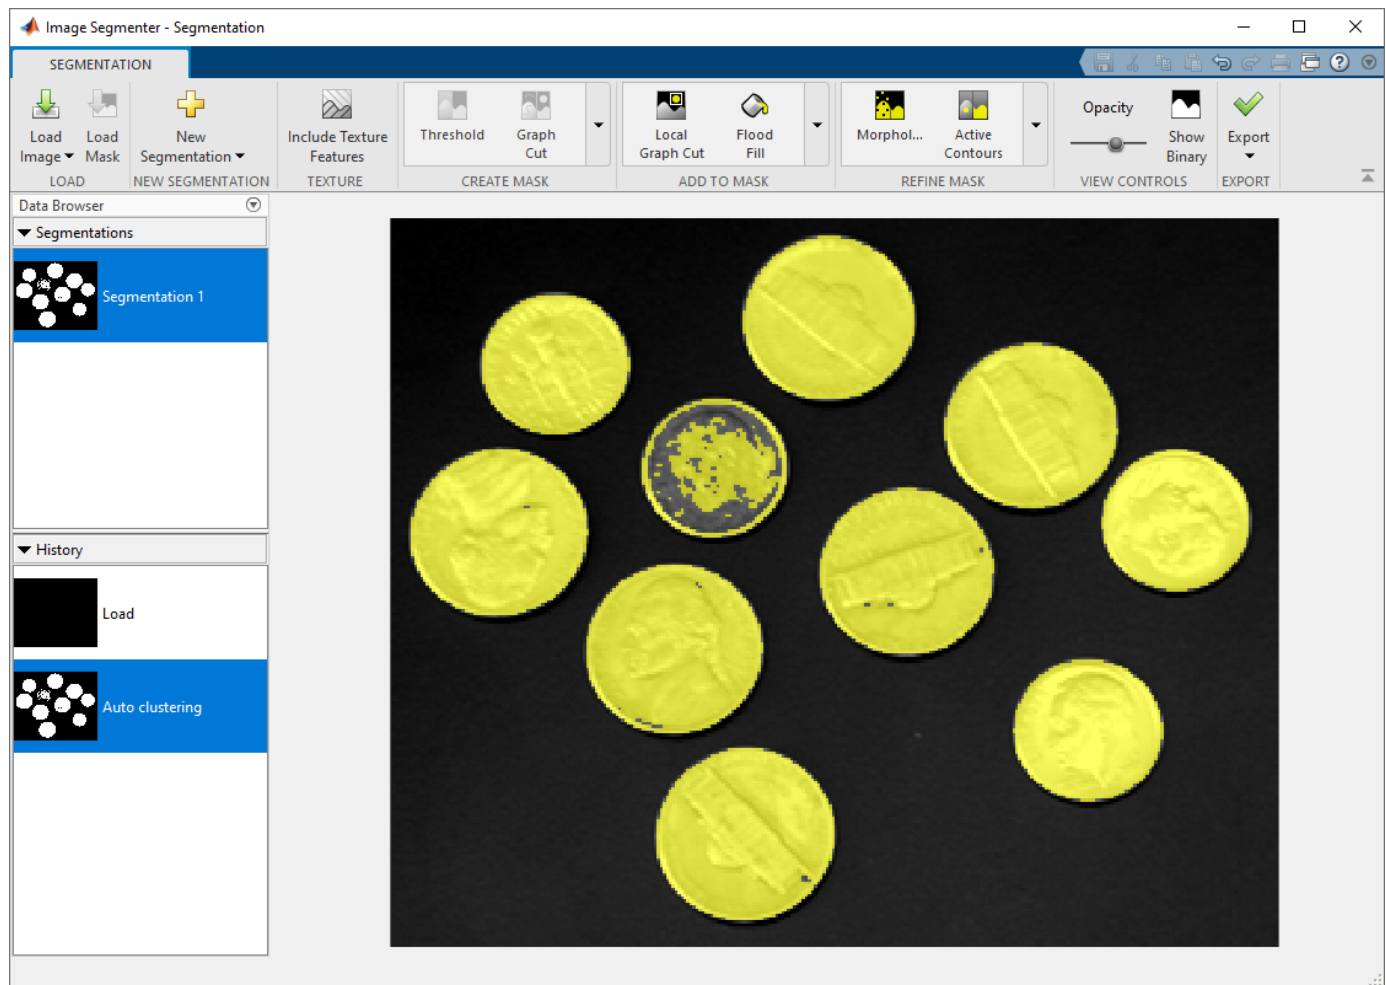 Image Segmenter - Segmentation
SEGMENTATION
Load
Image
Load
Mask
New
Segmentation
Include Texture
Features
Threshold
Graph
Cut
Local
Graph Cut
Flood
Fill
Morphol...
Active
Contours
Opacity
Show
Binary
Export
LOAD
NEW SEGMENTATION
TEXTURE
CREATE MASK
ADD TO MASK
REFINE MASK
VIEW CONTROLS
EXPORT
Data Browser
Segmentations
Segmentation 1
History
Load
Auto clustering